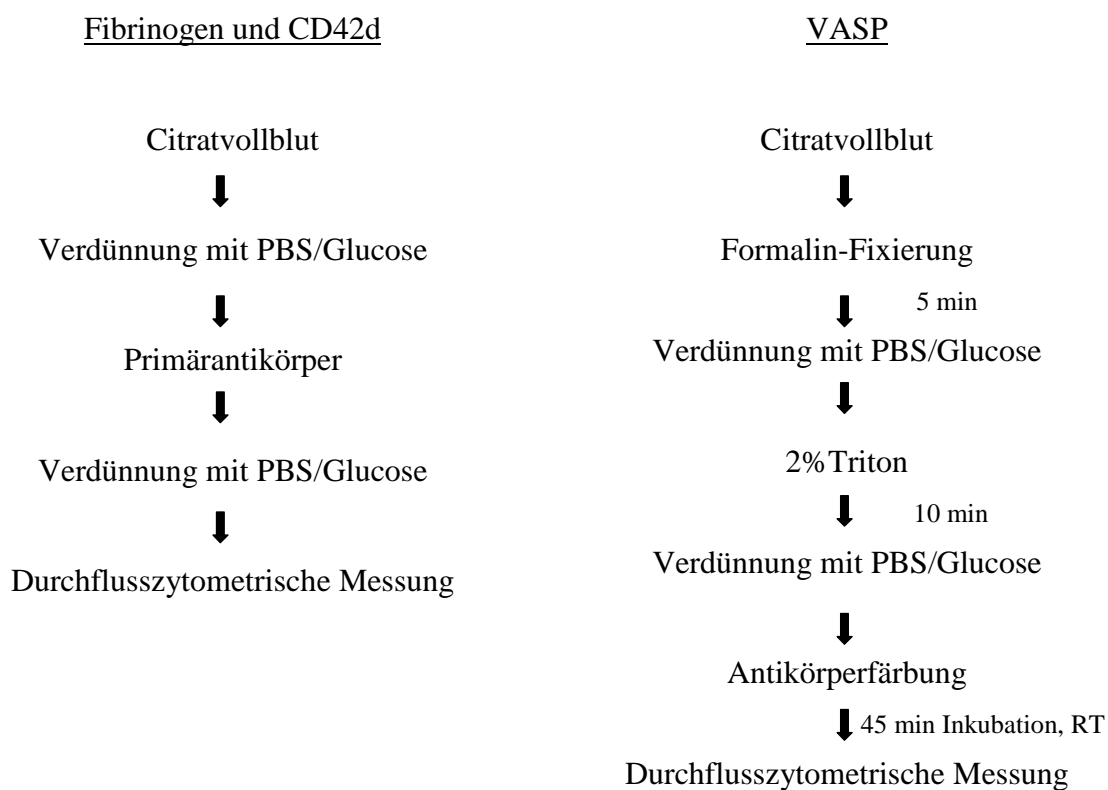 Fibrinogen und CD42d
Citratvollblut
Verdünnung mit PBS/Glucose
Primärantikörper
Verdünnung mit PBS/Glucose
Durchflusszytometrische Messung
VASP
Citratvollblut
Formalin-Fixierung
5 min
Verdünnung mit PBS/Glucose
2%Triton
10 min
Verdünnung mit PBS/Glucose
Antikörperfärbung
45 min Inkubation, RT
Durchflusszytometrische Messung